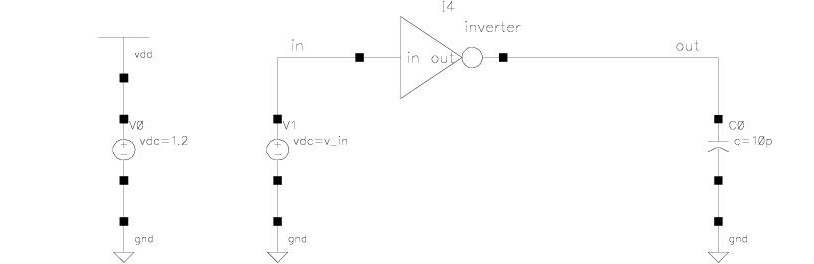 I4
inverter
in
in out
out
vdd
V0
vdc=1.2
gnd
V1
vdc=v_in
gnd
C0
c=10p
gnd